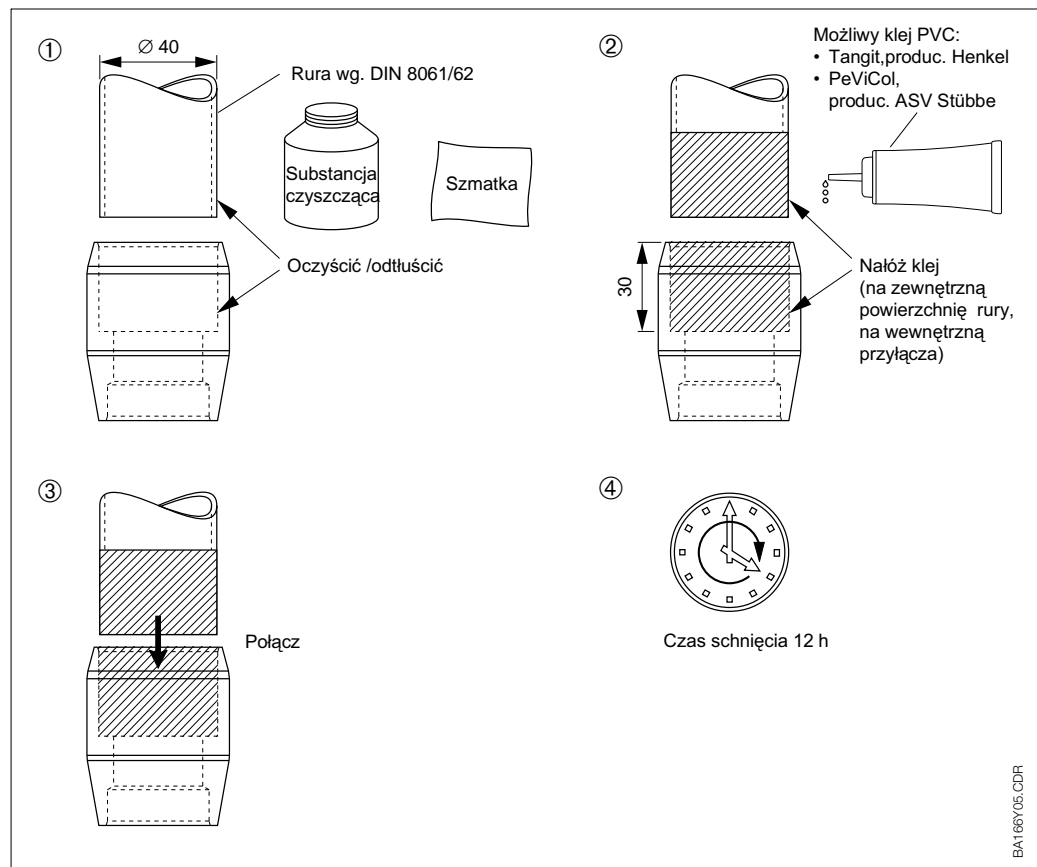 ①
Ø 40
Rura wg. DIN 8061/62
Substancja
czyszcząca
Szmatka
Oczyścić /odtłuścić
②
Możliwy klej PVC:
• Tangit,produc. Henkel
• PeViCol,
produc. ASV Stübbe
30
Nałóż klej
(na zewnętrzną
powierzchnię rury,
na wewnętrzną
przyłącza)
③
Połącz
④
Czas schnięcia 12 h
BA166Y05.CDR